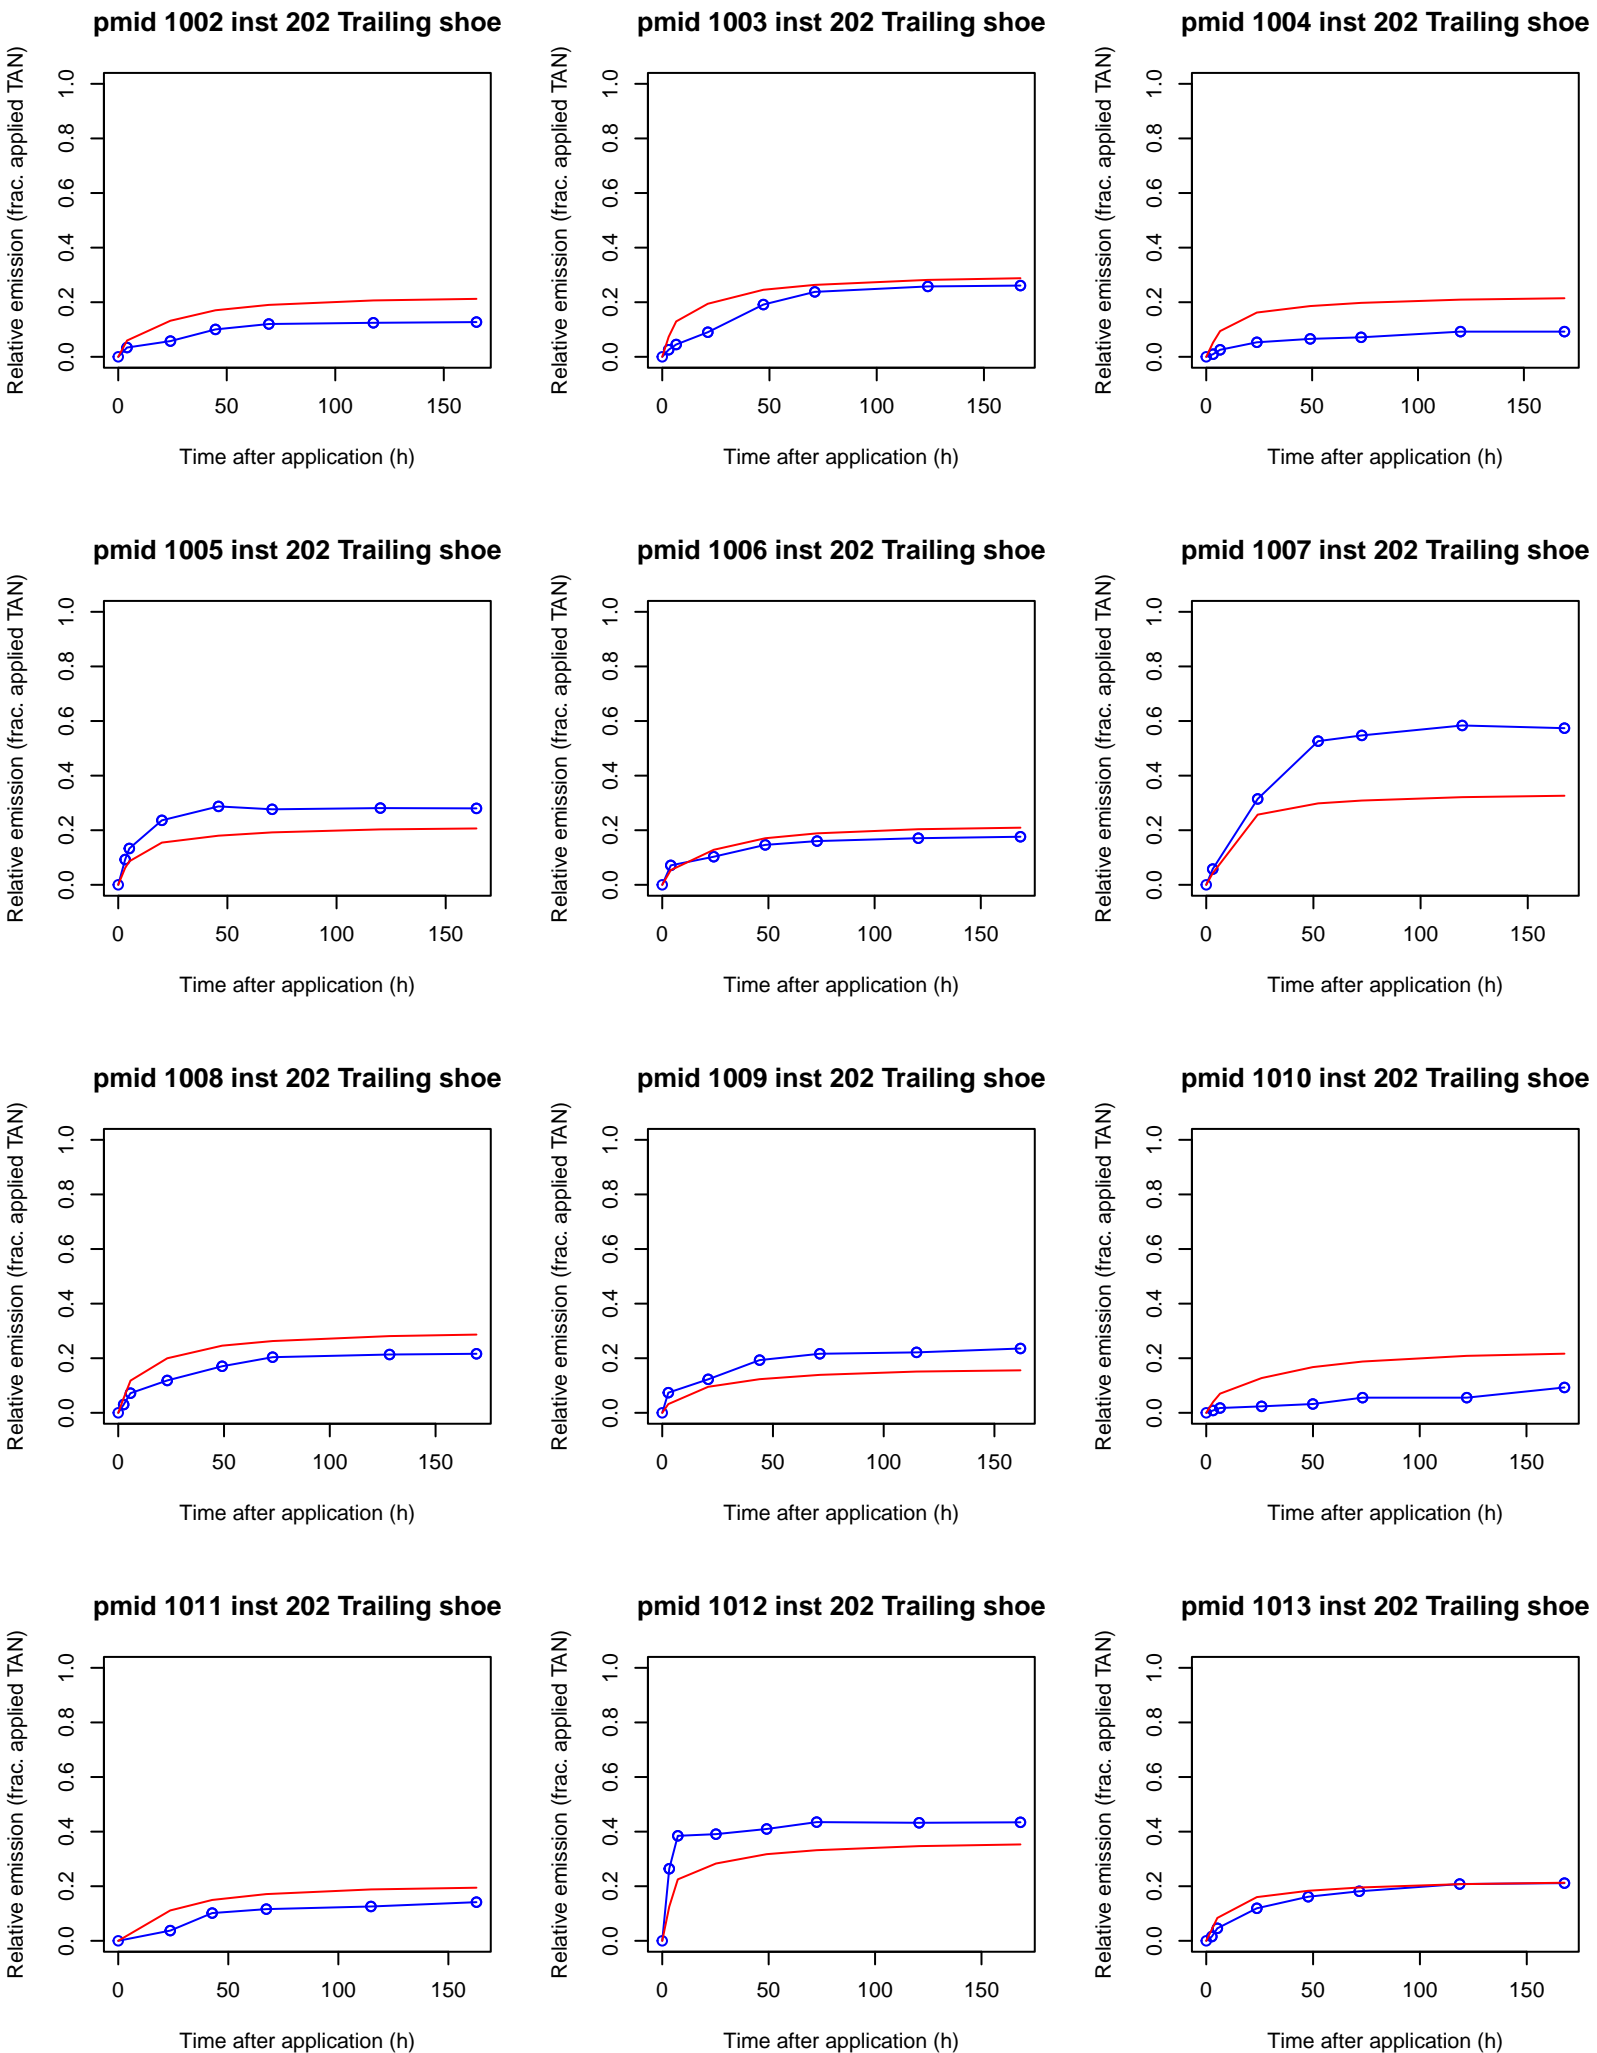 pmid 1002 inst 202 Trailing shoe
Relative emission (frac. applied TAN)
1.0
0.8
0.6
0.4
0.2
0.0
0 50 100 150
Time after application (h)
pmid 1003 inst 202 Trailing shoe
Relative emission (frac. applied TAN)
1.0
0.8
0.6
0.4
0.2
0.0
0 50 100 150
Time after application (h)
pmid 1004 inst 202 Trailing shoe
Relative emission (frac. applied TAN)
1.0
0.8
0.6
0.4
0.2
0.0
0 50 100 150
Time after application (h)
pmid 1005 inst 202 Trailing shoe
Relative emission (frac. applied TAN)
1.0
0.8
0.6
0.4
0.2
0.0
0 50 100 150
Time after application (h)
pmid 1006 inst 202 Trailing shoe
Relative emission (frac. applied TAN)
1.0
0.8
0.6
0.4
0.2
0.0
0 50 100 150
Time after application (h)
pmid 1007 inst 202 Trailing shoe
Relative emission (frac. applied TAN)
1.0
0.8
0.6
0.4
0.2
0.0
0 50 100 150
Time after application (h)
pmid 1008 inst 202 Trailing shoe
Relative emission (frac. applied TAN)
1.0
0.8
0.6
0.4
0.2
0.0
0 50 100 150
Time after application (h)
pmid 1009 inst 202 Trailing shoe
Relative emission (frac. applied TAN)
1.0
0.8
0.6
0.4
0.2
0.0
0 50 100 150
Time after application (h)
pmid 1010 inst 202 Trailing shoe
Relative emission (frac. applied TAN)
1.0
0.8
0.6
0.4
0.2
0.0
0 50 100 150
Time after application (h)
pmid 1011 inst 202 Trailing shoe
Relative emission (frac. applied TAN)
1.0
0.8
0.6
0.4
0.2
0.0
0 50 100 150
Time after application (h)
pmid 1012 inst 202 Trailing shoe
Relative emission (frac. applied TAN)
1.0
0.8
0.6
0.4
0.2
0.0
0 50 100 150
Time after application (h)
pmid 1013 inst 202 Trailing shoe
Relative emission (frac. applied TAN)
1.0
0.8
0.6
0.4
0.2
0.0
0 50 100 150
Time after application (h)